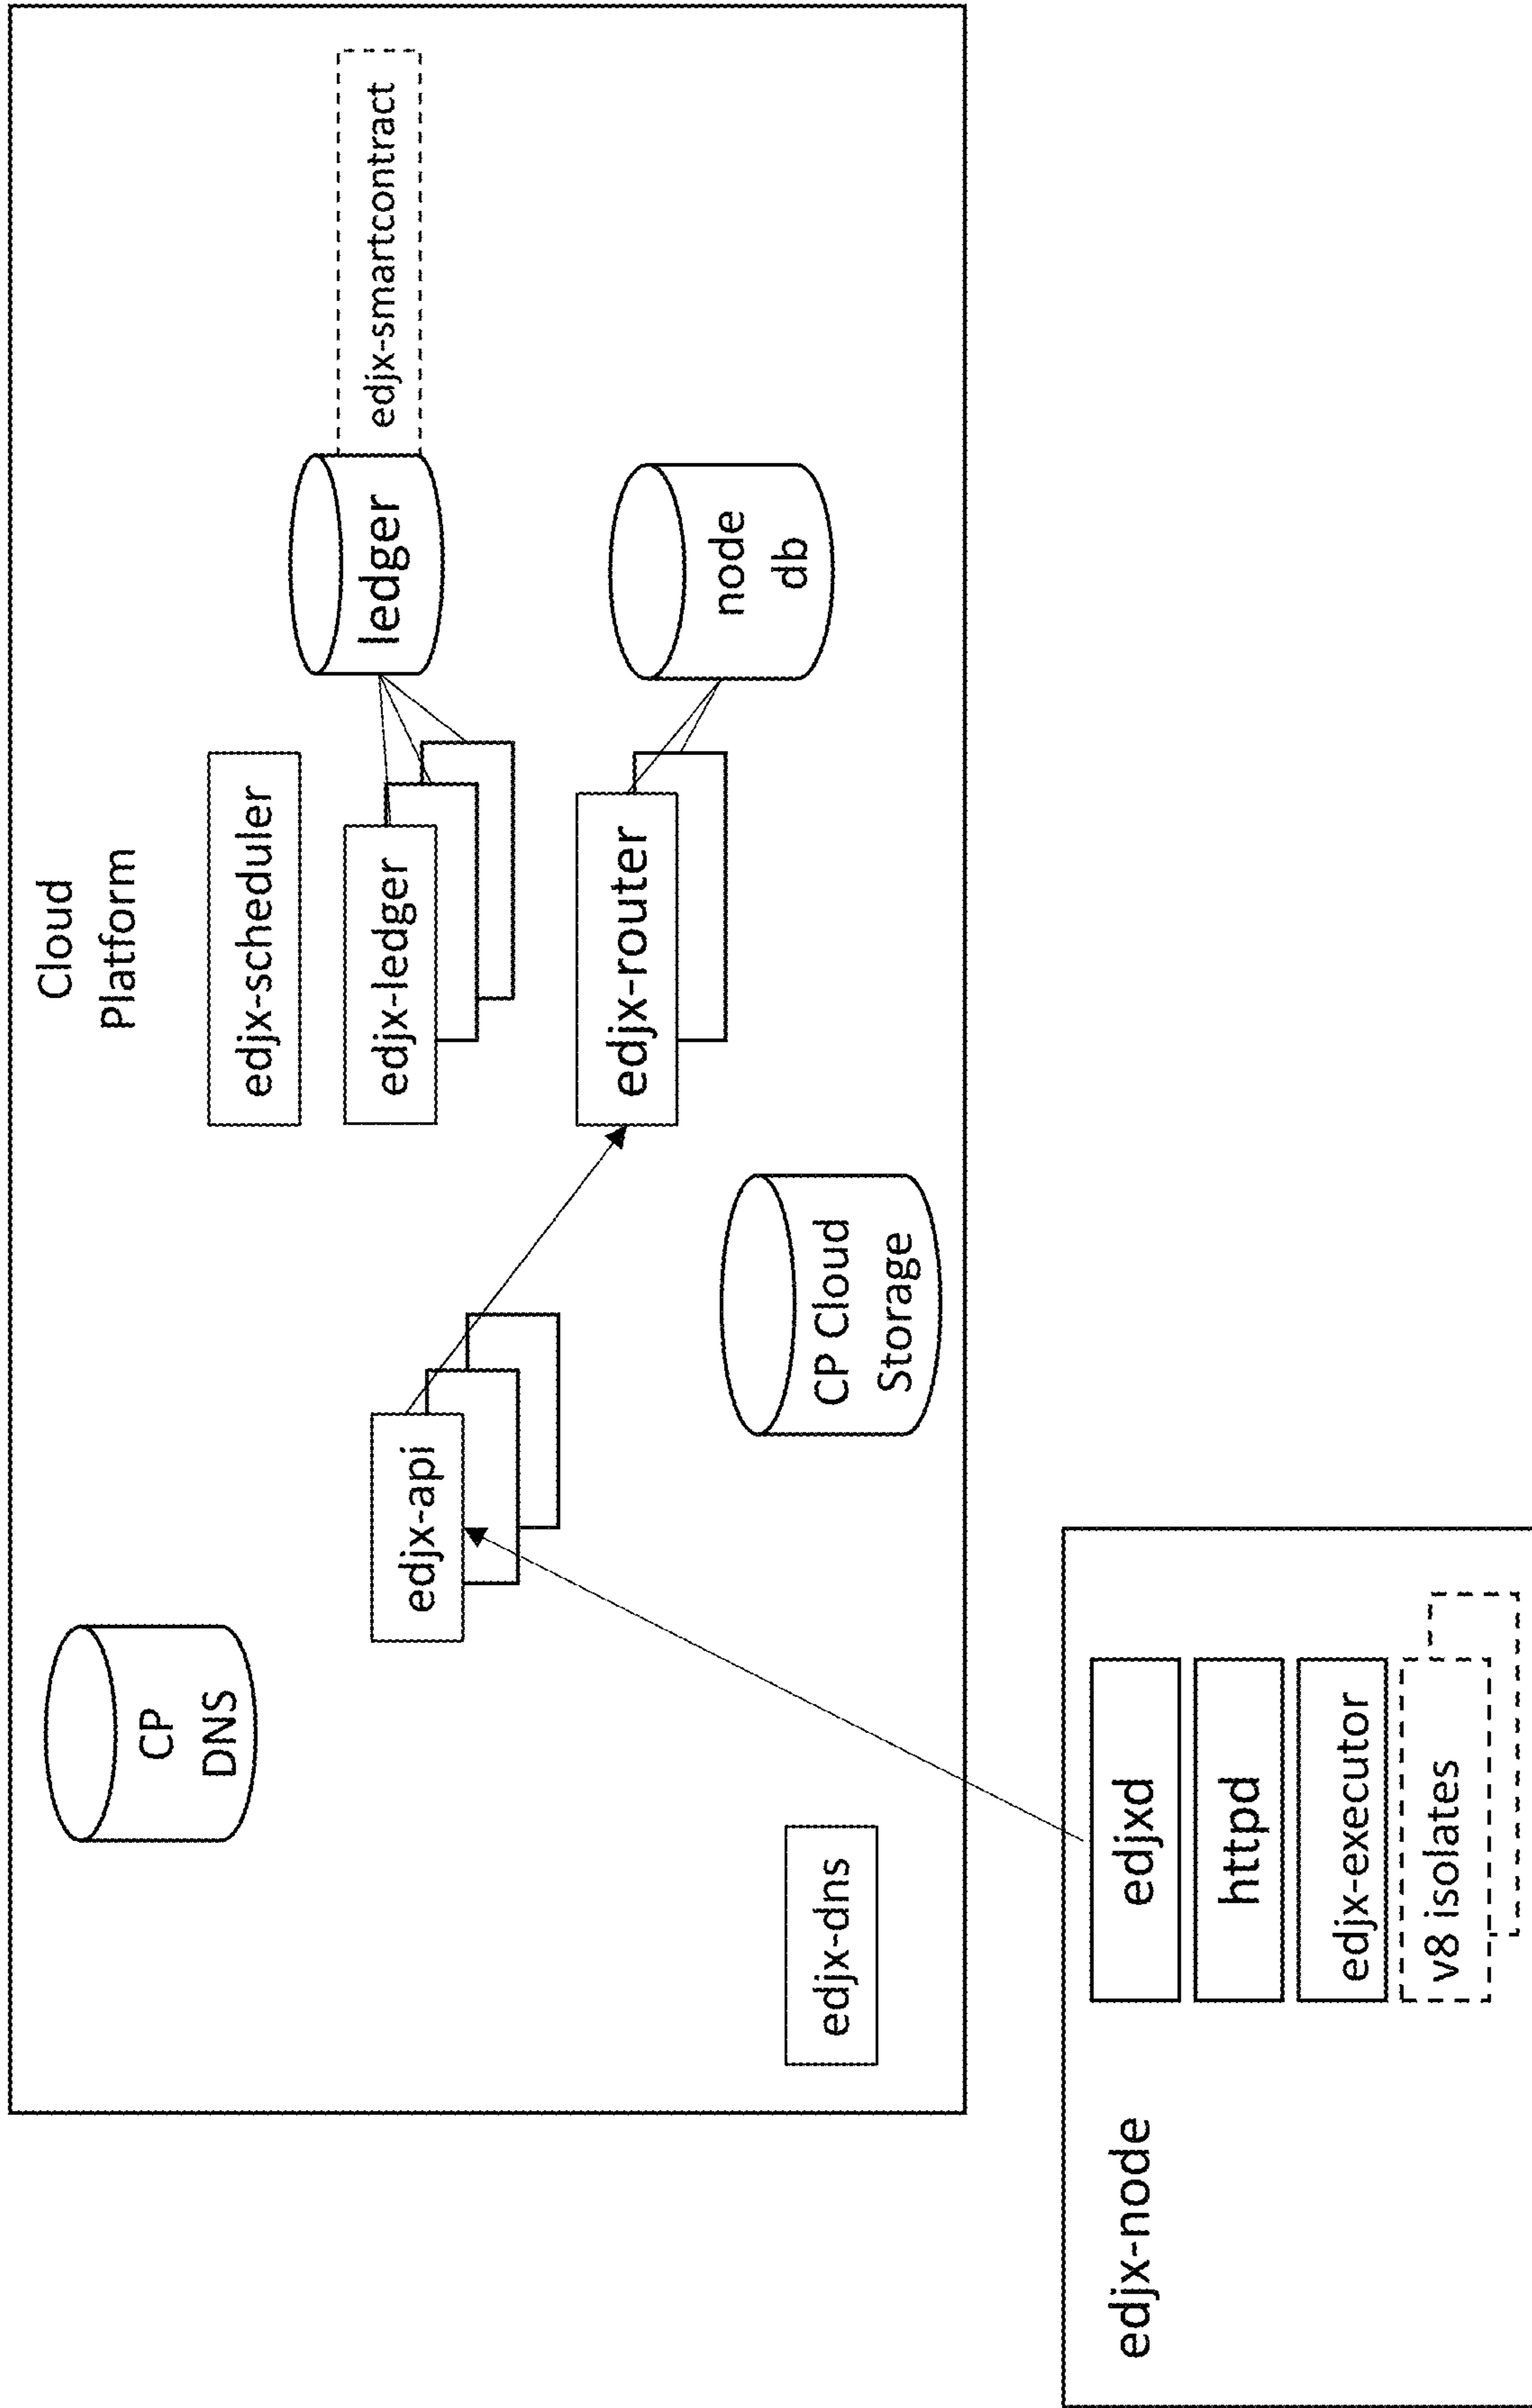 Cloud
Platform
CP
DNS
edjx-scheduler
edjx-ledger
ledger
edjx-smartcontract
edjx-api
edjx-router
node
db
CP Cloud
Storage
edjx-dns
edjx-node
edjxd
httpd
edjx-executor
v8 isolates